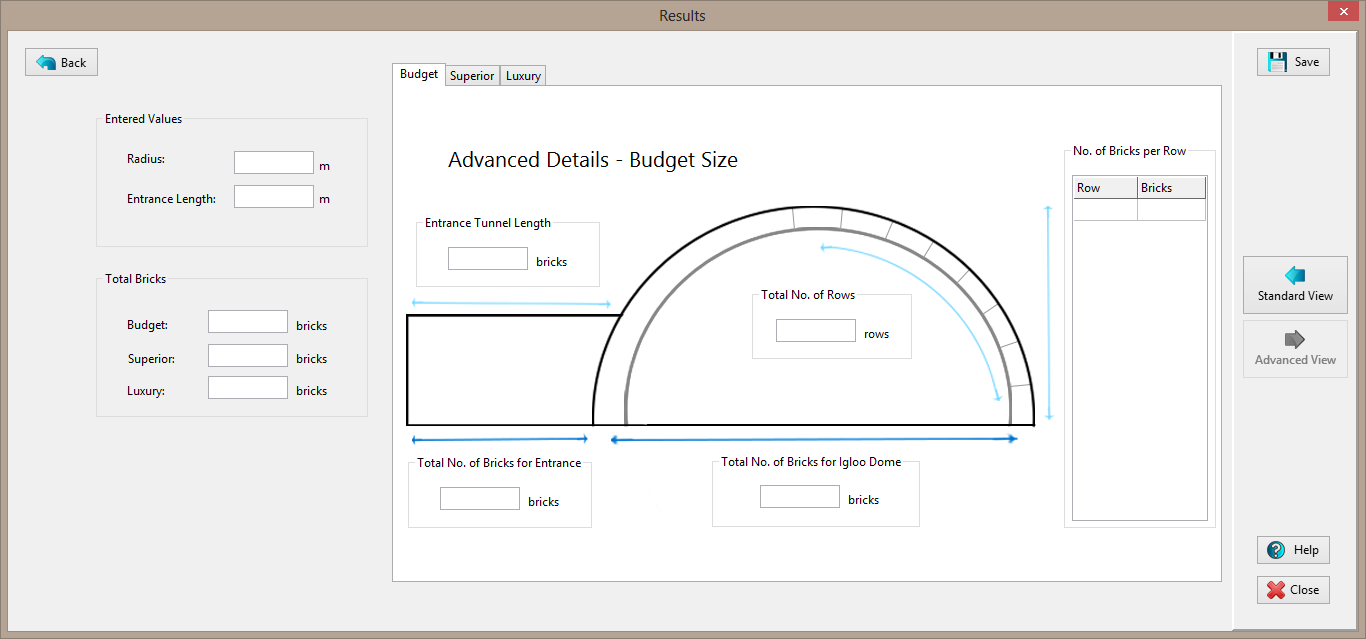 Results
Back
Save
Budget
Superior
Luxury
Entered Values
Radius:
m
Entrance Length:
m
Total Bricks
Budget:
bricks
Superior:
bricks
Luxury:
bricks
Advanced Details - Budget Size
Entrance Tunnel Length
bricks
Total No. of Rows
rows
Total No. of Bricks for Entrance
bricks
Total No. of Bricks for Igloo Dome
bricks
No. of Bricks per Row
Row
Bricks
Standard View
Advanced View
Help
Close